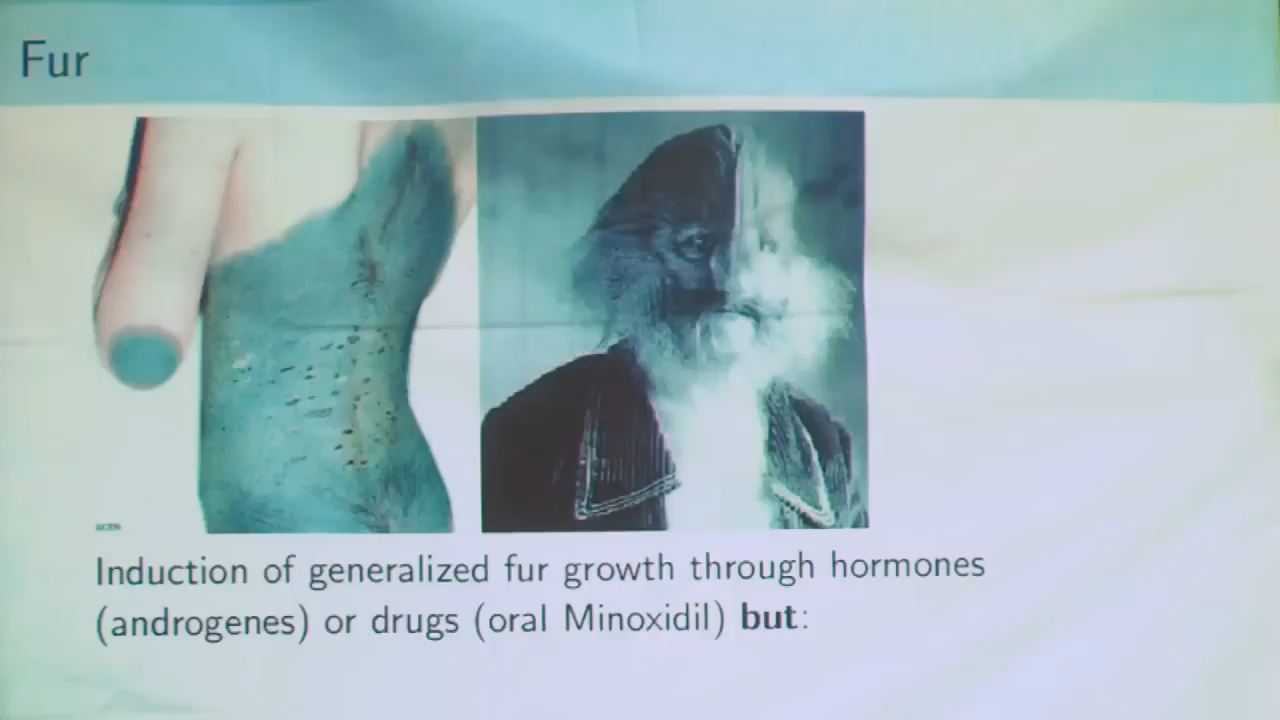 Fur
Induction of generalized fur growth through hormones
(androgenes) or drugs (oral Minoxidil) but: